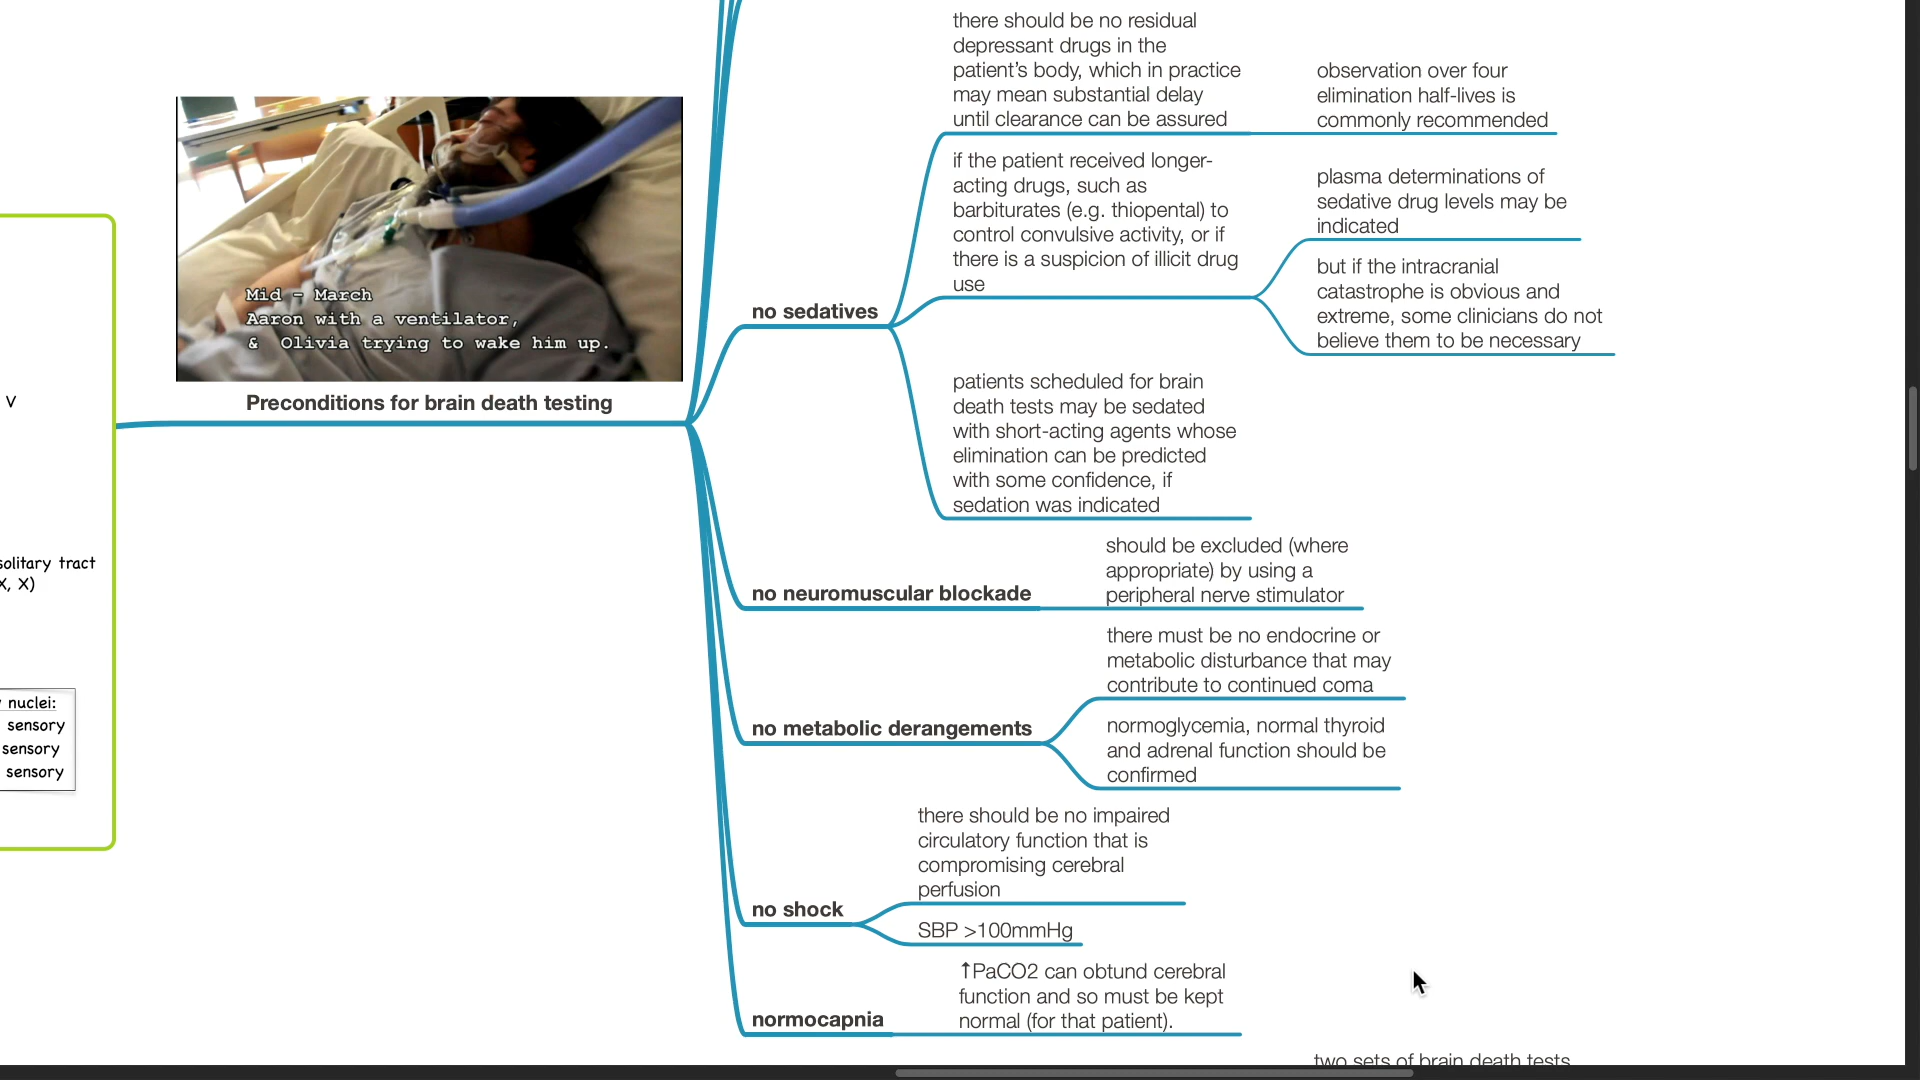 there should be no residual
depressant drugs in the
patient’s body, which in practice
may mean substantial delay
until clearance can be assured
observation over four
elimination half-lives is
commonly recommended
if the patient received longer-
acting drugs, such as
barbiturates (e.g. thiopental) to
control convulsive activity, or if
there is a suspicion of illicit drug
use
plasma determinations of
sedative drug levels may be
indicated
but if the intracranial
catastrophe is obvious and
extreme, some clinicians do not
believe them to be necessary
no sedatives
patients scheduled for brain
death tests may be sedated
with short-acting agents whose
elimination can be predicted
with some confidence, if
sedation was indicated
Mid - March
Aaron with a ventilator,
& Olivia trying to wake him up.
Preconditions for brain death testing
V
solitary tract
X, X)
nuclei:
sensory
sensory
sensory
no neuromuscular blockade
should be excluded (where
appropriate) by using a
peripheral nerve stimulator
no metabolic derangements
there must be no endocrine or
metabolic disturbance that may
contribute to continued coma
normoglycemia, normal thyroid
and adrenal function should be
confirmed
no shock
there should be no impaired
circulatory function that is
compromising cerebral
perfusion
SBP >100mmHg
normocapnia
↑PaCO2 can obtund cerebral
function and so must be kept
normal (for that patient).
two sets of brain death tests